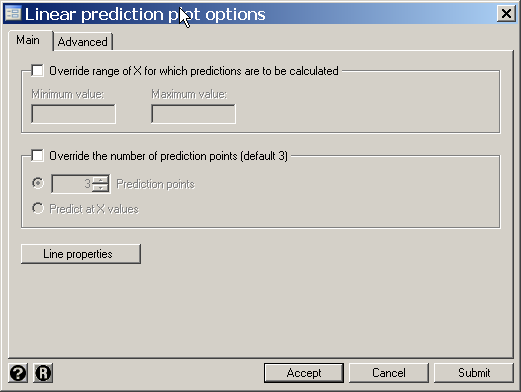 Linear prediction plot options
Main Advanced
Override range of X for which predictions are to be calculated
Minimum value: Maximum value:
Override the number of prediction points (default 3)
3 Prediction points
Predict at X values
Line properties
? R Accept Cancel Submit